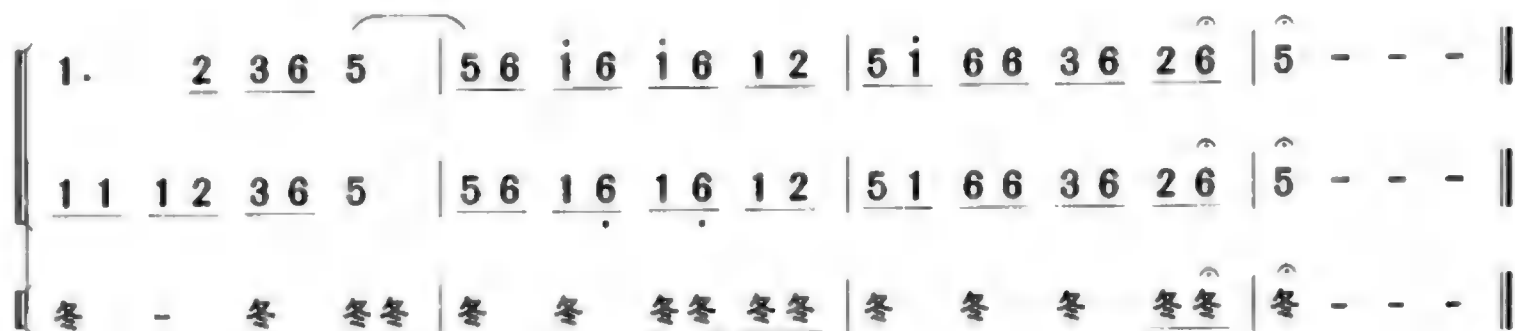 1. 2 3 6 5 | 5 6 i 6 i 6 1 2 | 5 i 6 6 3 6 2 6 | 5 - - -
1 1 1 2 3 6 5 | 5 6 1 6 1 6 1 2 | 5 1 6 6 3 6 2 6 | 5 - - -
冬 - 冬 冬冬 | 冬 冬 冬冬 冬冬 | 冬 冬 冬 冬冬 | 冬 - - -